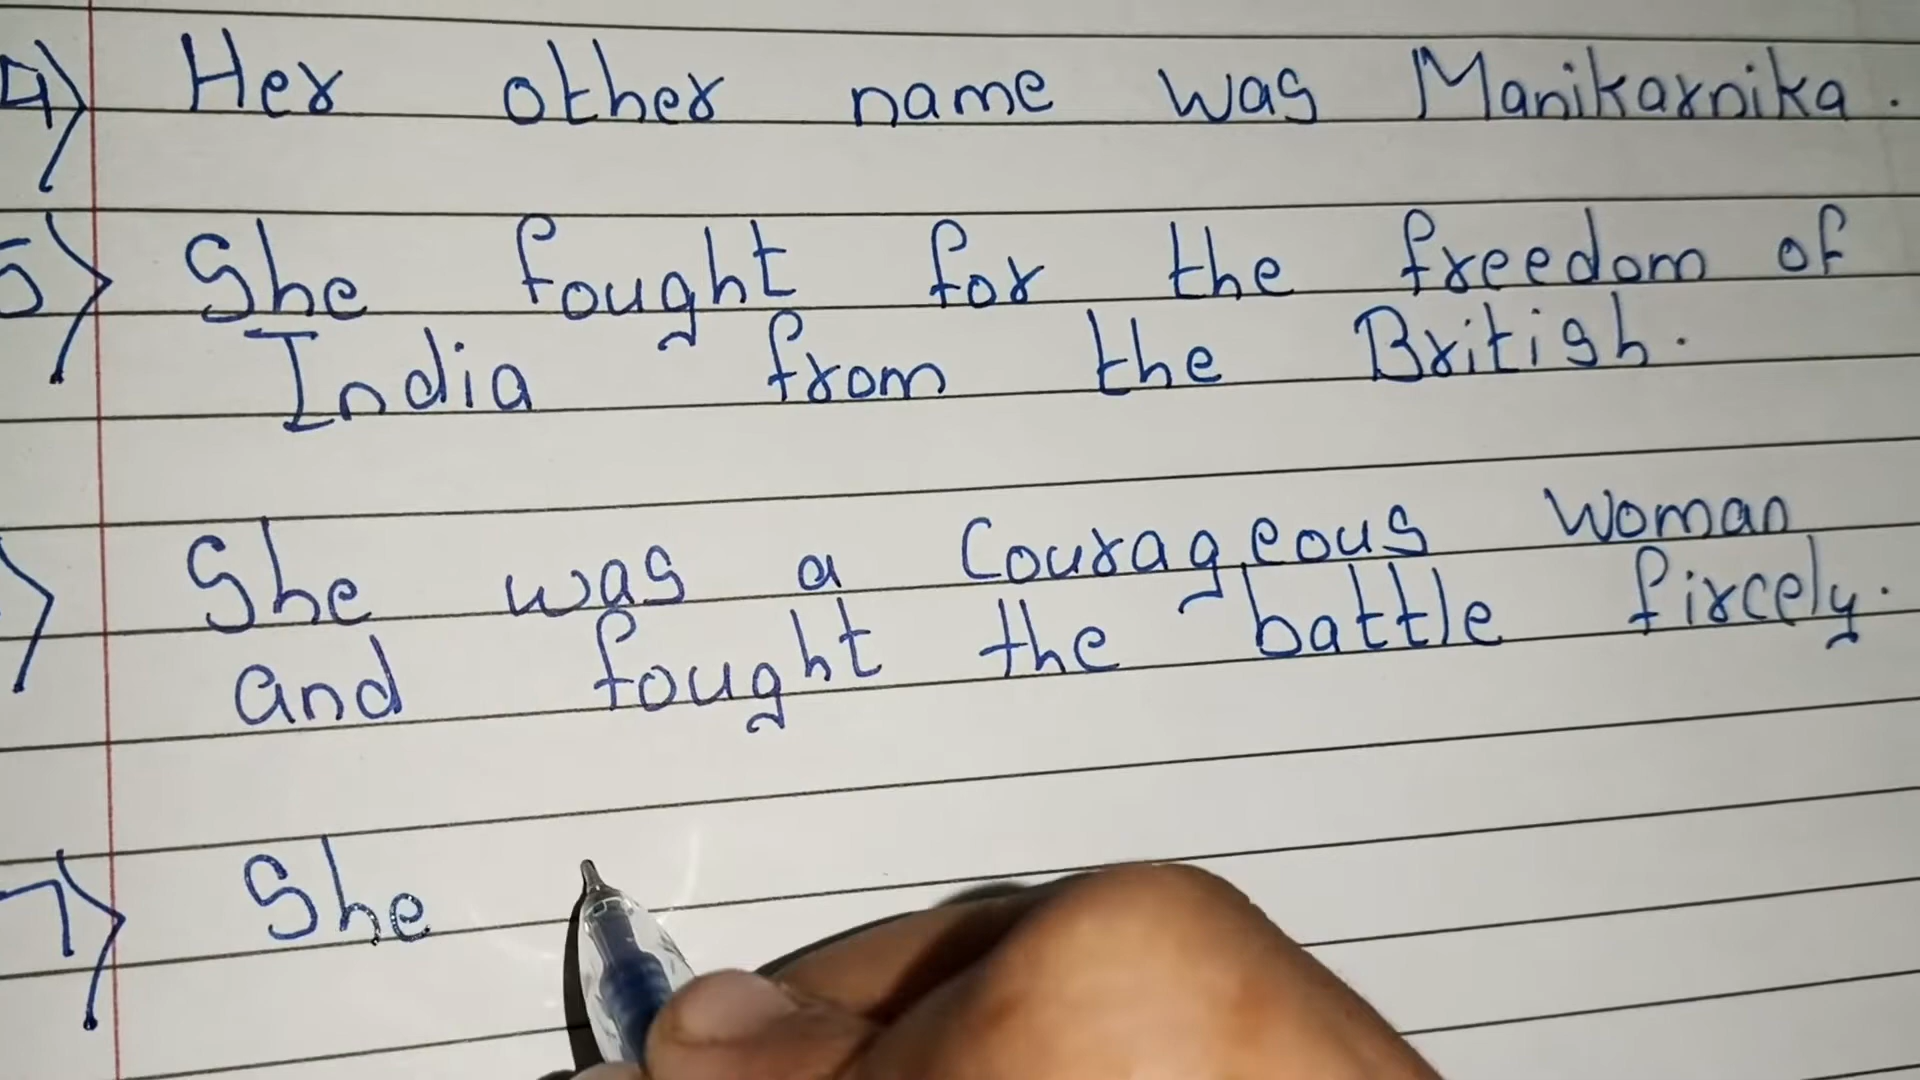 4) Her other name was Manikarnika.
5) She fought for the freedom of
India from the British.
) She was a Courageous Woman
and fought the battle fircely.
7) She